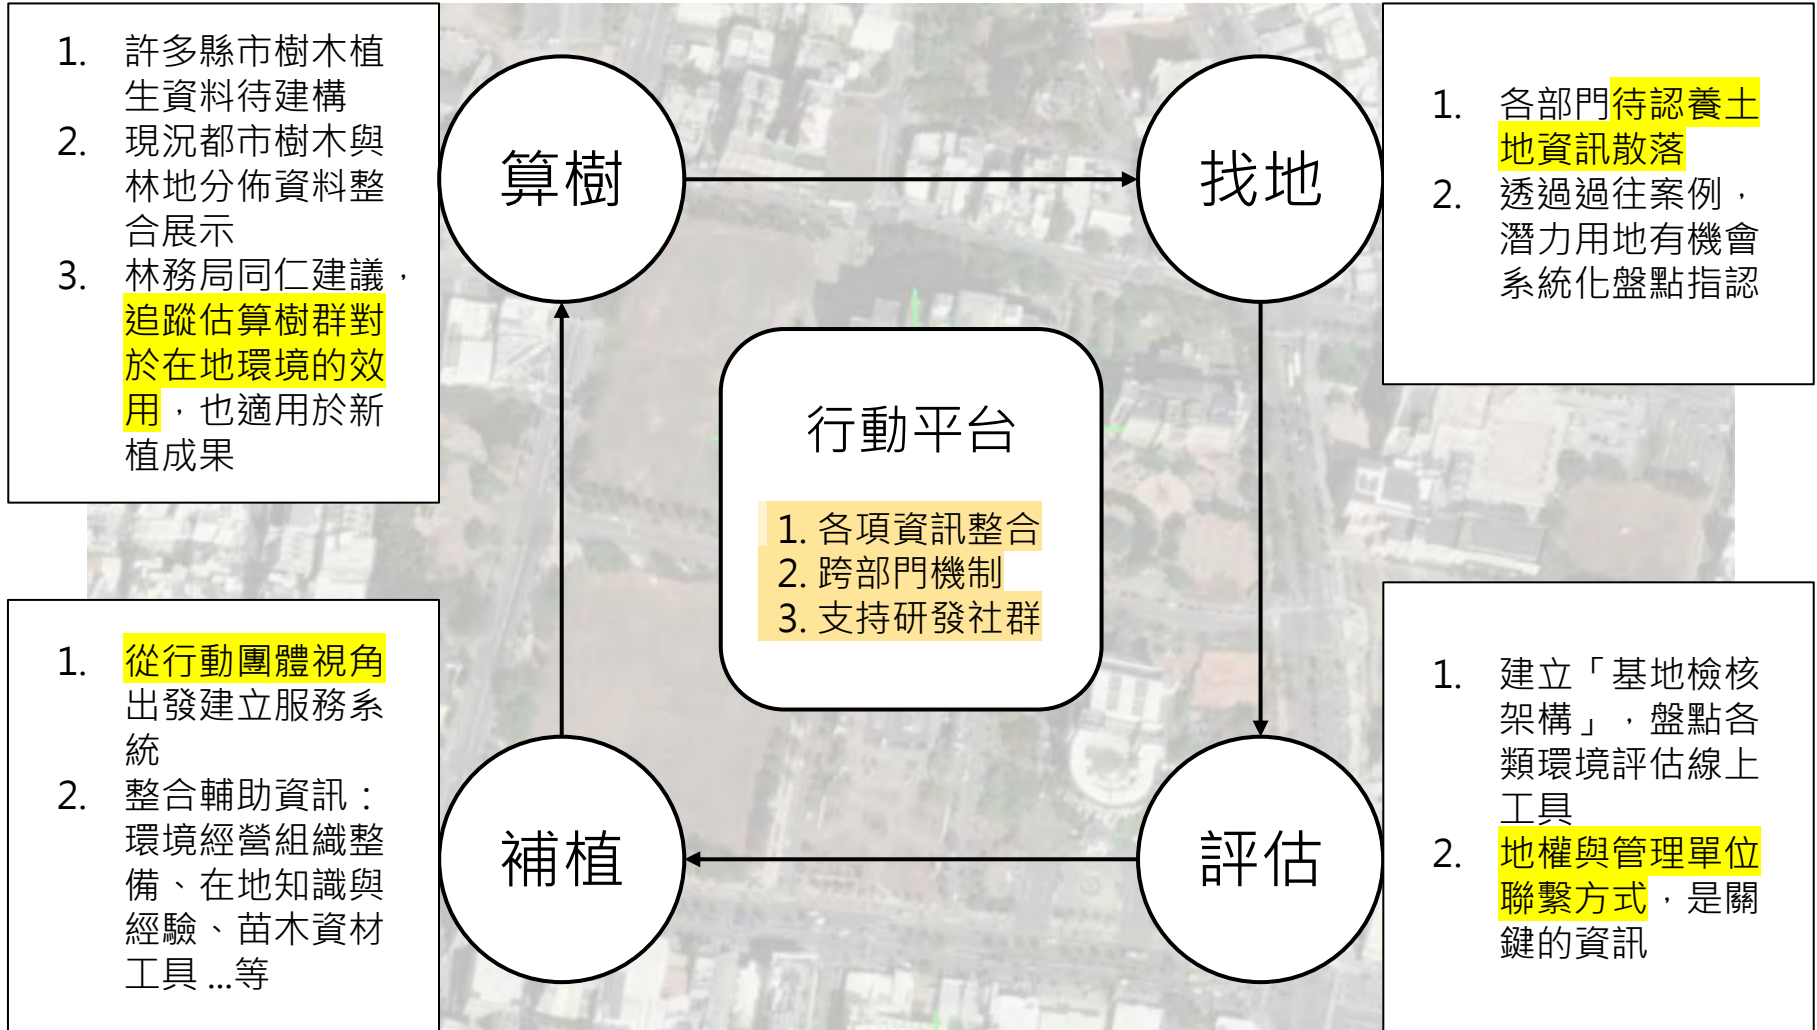 1. 許多縣市樹木植
生資料待建構
2. 現況都市樹木與
林地分佈資料整
合展示
3. 林務局同仁建議，
追蹤估算樹群對
於在地環境的效
用，也適用於新
植成果
算樹
找地
1. 各部門待認養土
地資訊散落
2. 透過過往案例，
潛力用地有機會
系統化盤點指認
行動平台
1. 各項資訊整合
2. 跨部門機制
3. 支持研發社群
1. 從行動團體視角
出發建立服務系
統
2. 整合輔助資訊：
環境經營組織整
備、在地知識與
經驗、苗木資材
工具...等
補植
評估
1. 建立「基地檢核
架構」，盤點各
類環境評估線上
工具
2. 地權與管理單位
聯繫方式，是關
鍵的資訊